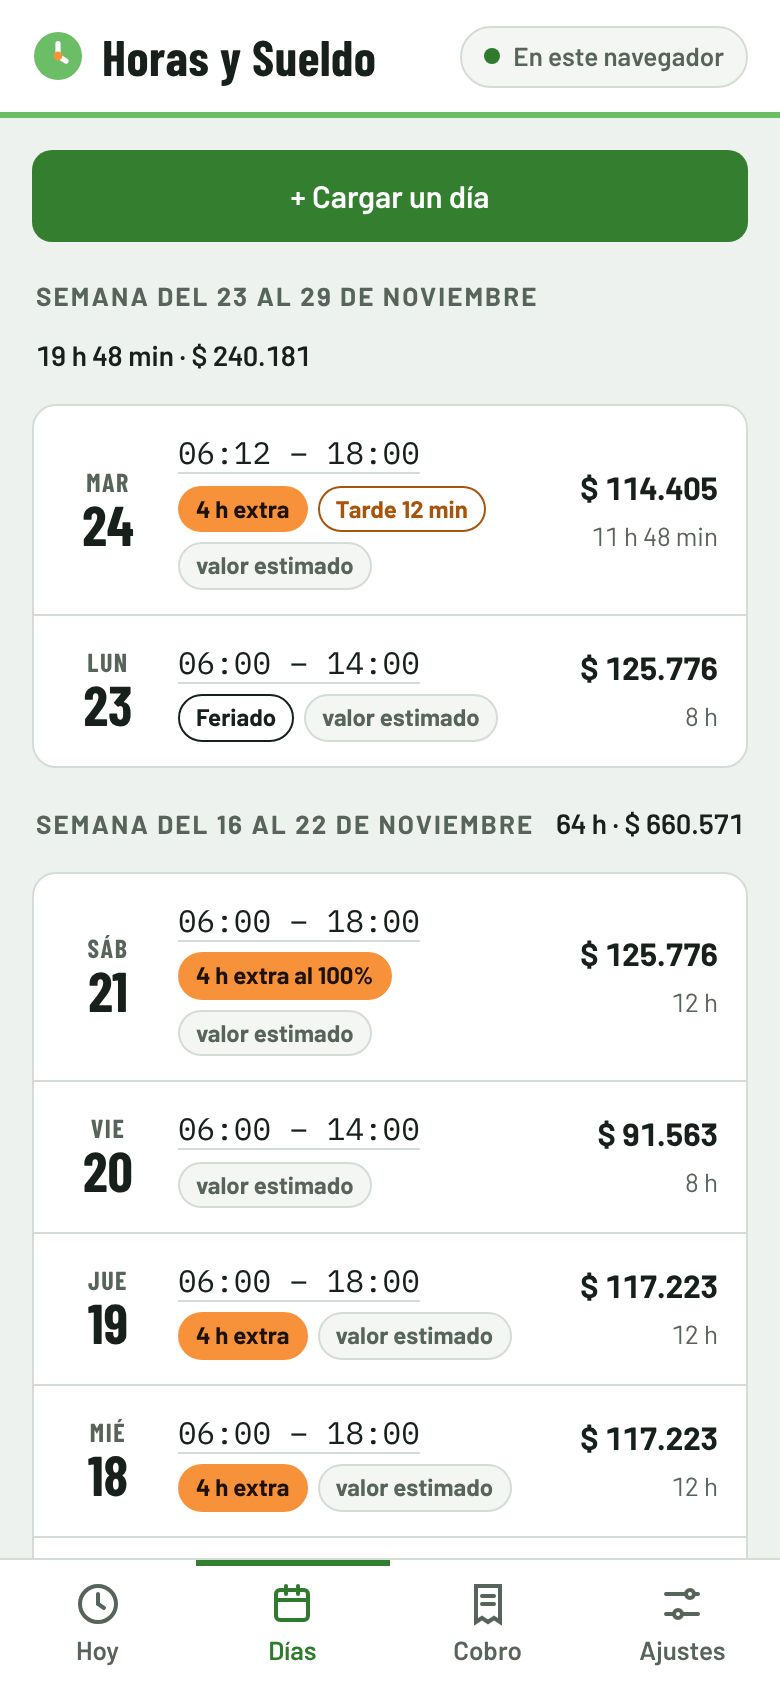 Horas y Sueldo
En este navegador
+ Cargar un día
SEMANA DEL 23 AL 29 DE NOVIEMBRE
19 h 48 min · $ 240.181
MAR
24
06:12 – 18:00
4 h extra
Tarde 12 min
valor estimado
$ 114.405
11 h 48 min
LUN
23
06:00 – 14:00
Feriado
valor estimado
$ 125.776
8 h
SEMANA DEL 16 AL 22 DE NOVIEMBRE
64 h · $ 660.571
SÁB
21
06:00 – 18:00
4 h extra al 100%
valor estimado
$ 125.776
12 h
VIE
20
06:00 – 14:00
valor estimado
$ 91.563
8 h
JUE
19
06:00 – 18:00
4 h extra
valor estimado
$ 117.223
12 h
MIÉ
18
06:00 – 18:00
4 h extra
valor estimado
$ 117.223
12 h
Hoy
Días
Cobro
Ajustes